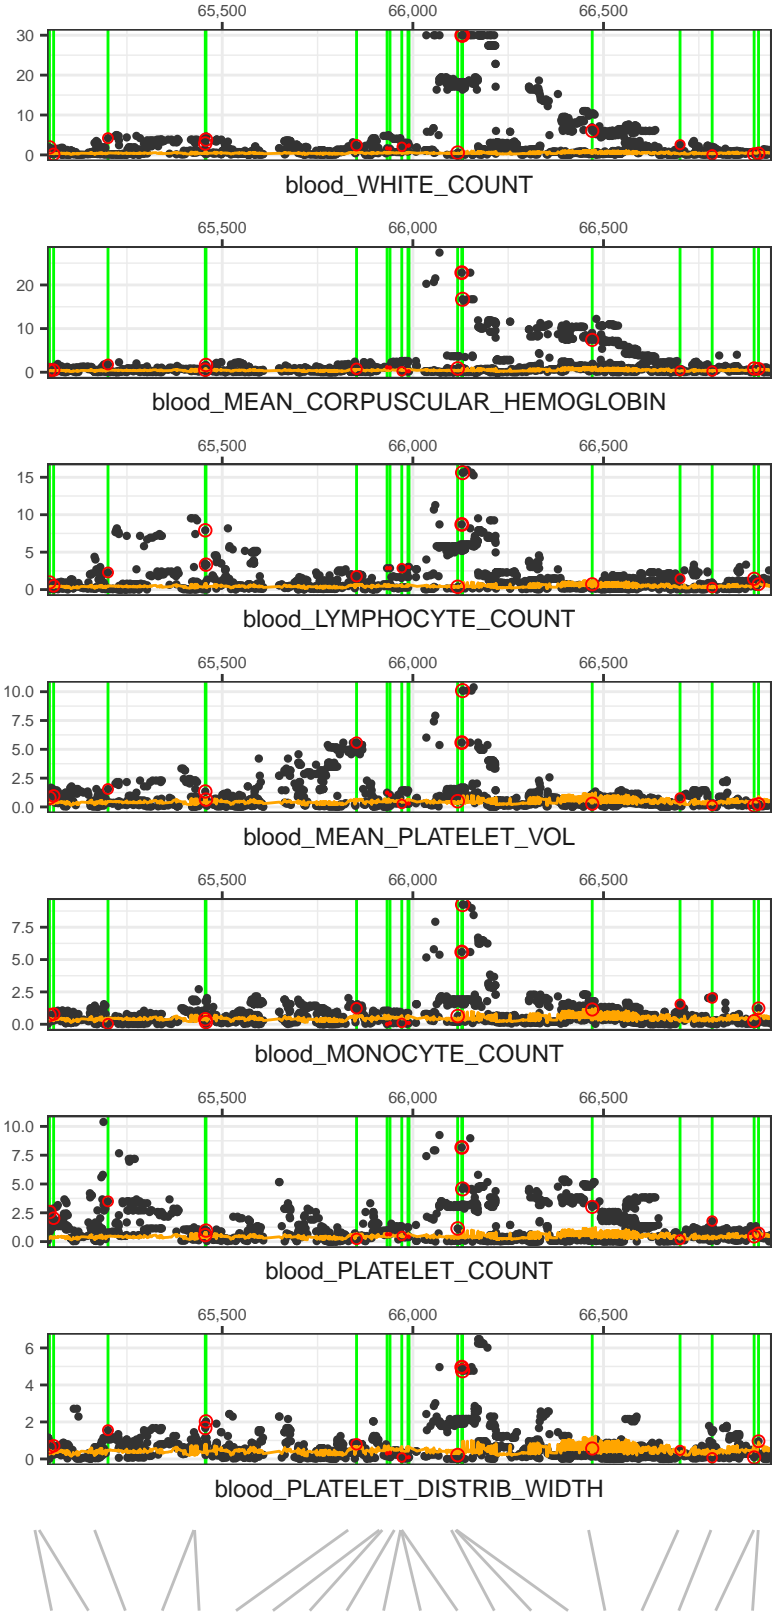 65,500 66,000 66,500
30
20
10
0
blood_WHITE_COUNT
65,500 66,000 66,500
20
10
0
blood_MEAN_CORPUSCULAR_HEMOGLOBIN
65,500 66,000 66,500
15
10
5
0
blood_LYMPHOCYTE_COUNT
65,500 66,000 66,500
10.0
7.5
5.0
2.5
0.0
blood_MEAN_PLATELET_VOL
65,500 66,000 66,500
7.5
5.0
2.5
0.0
blood_MONOCYTE_COUNT
65,500 66,000 66,500
10.0
7.5
5.0
2.5
0.0
blood_PLATELET_COUNT
65,500 66,000 66,500
6
4
2
0
blood_PLATELET_DISTRIB_WIDTH